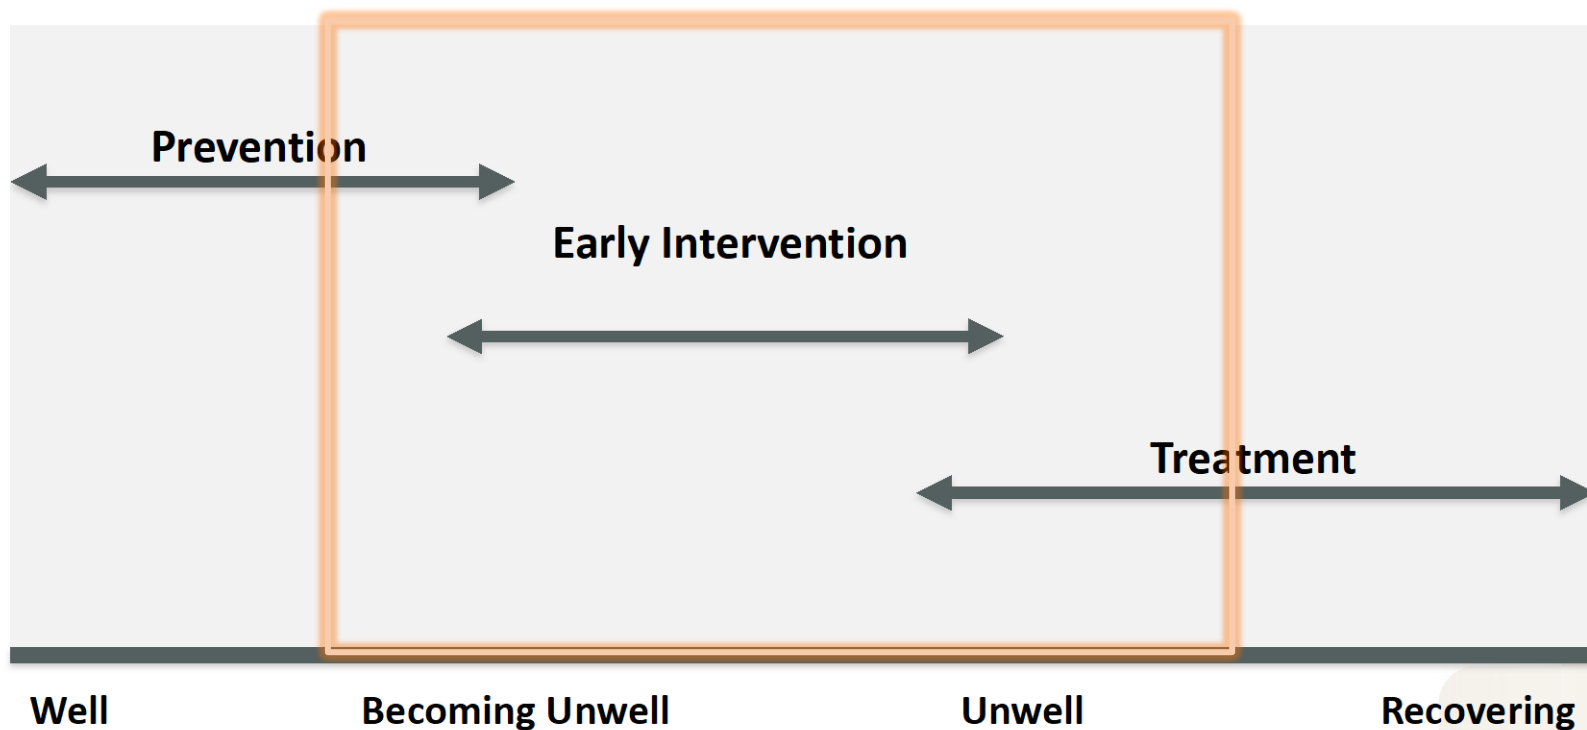 Prevention
Early Intervention
Treatment
Well Becoming Unwell Unwell Recovering